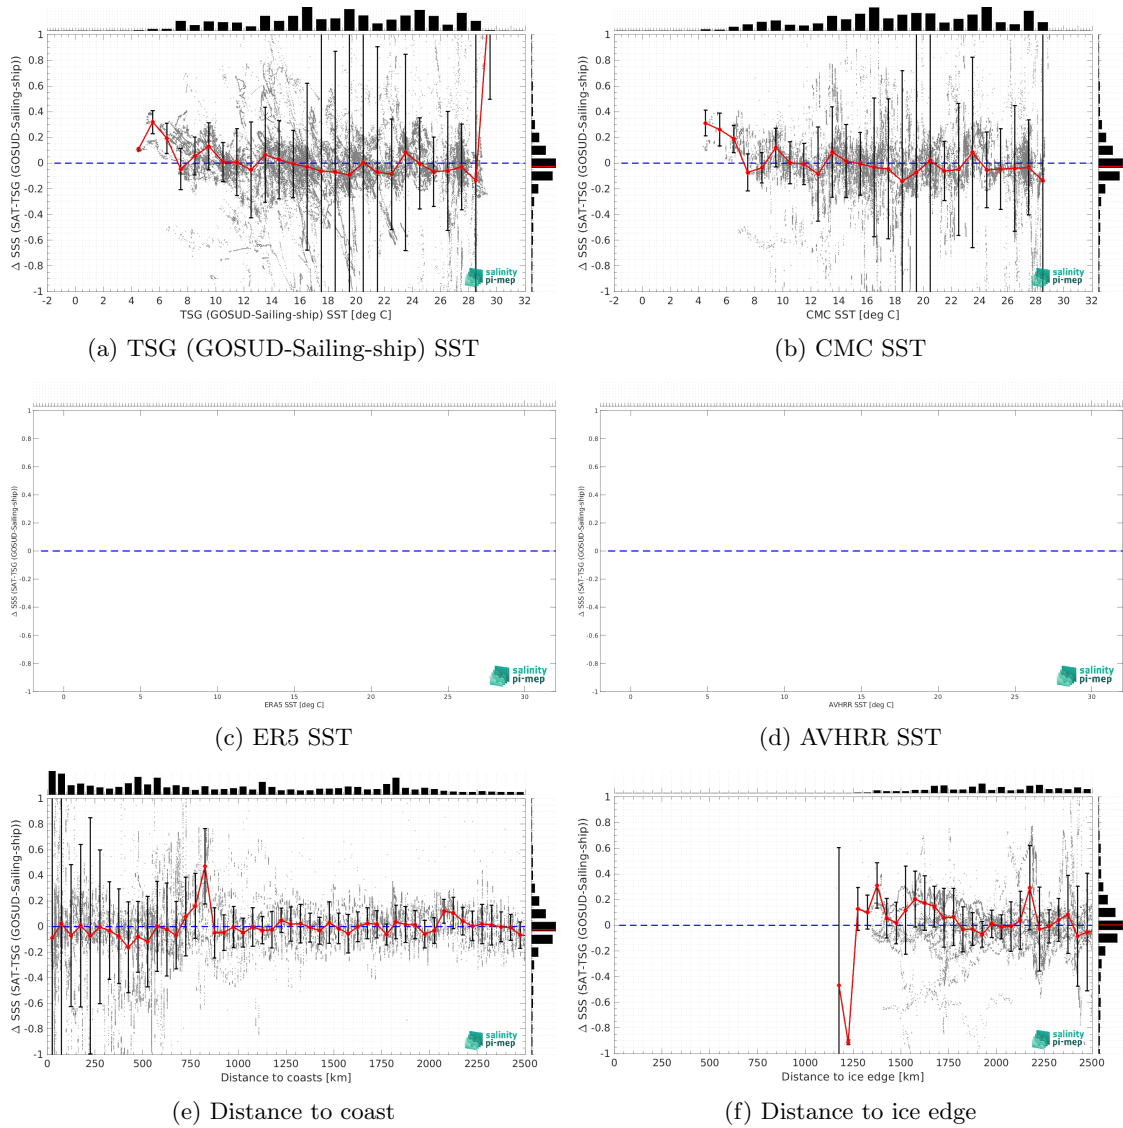 1
0.8
0.6
0.4
0.2
0
-0.2
-0.4
-0.6
-0.8
-1
Δ SSS (SAT-TSG (GOSUD-Sailing-ship))
salinity
pi-mep
-2 0 2 4 6 8 10 12 14 16 18 20 22 24 26 28 30 32
TSG (GOSUD-Sailing-ship) SST [deg C]
(a) TSG (GOSUD-Sailing-ship) SST
1
0.8
0.6
0.4
0.2
0
-0.2
-0.4
-0.6
-0.8
-1
Δ SSS (SAT-TSG (GOSUD-Sailing-ship))
salinity
pi-mep
-2 0 2 4 6 8 10 12 14 16 18 20 22 24 26 28 30 32
CMC SST [deg C]
(b) CMC SST
1
0.8
0.6
0.4
0.2
0
-0.2
-0.4
-0.6
-0.8
-1
Δ SSS (SAT-TSG (GOSUD-Sailing-ship))
salinity
pi-mep
0 5 10 15 20 25 30
ERA5 SST [deg C]
(c) ER5 SST
1
0.8
0.6
0.4
0.2
0
-0.2
-0.4
-0.6
-0.8
-1
Δ SSS (SAT-TSG (GOSUD-Sailing-ship))
salinity
pi-mep
0 5 10 15 20 25 30
AVHRR SST [deg C]
(d) AVHRR SST
1
0.8
0.6
0.4
0.2
0
-0.2
-0.4
-0.6
-0.8
-1
Δ SSS (SAT-TSG (GOSUD-Sailing-ship))
salinity
pi-mep
0 250 500 750 1000 1250 1500 1750 2000 2250 2500
Distance to coasts [km]
(e) Distance to coast
1
0.8
0.6
0.4
0.2
0
-0.2
-0.4
-0.6
-0.8
-1
Δ SSS (SAT-TSG (GOSUD-Sailing-ship))
salinity
pi-mep
0 250 500 750 1000 1250 1500 1750 2000 2250 2500
Distance to ice edge [km]
(f) Distance to ice edge